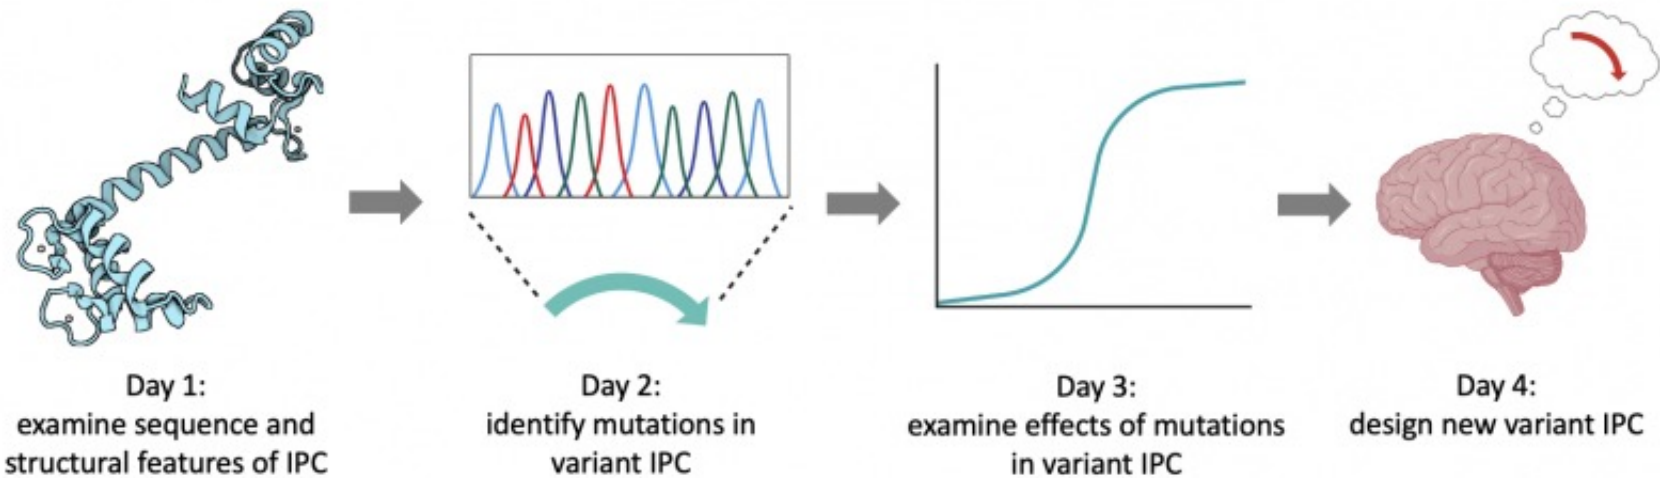 Day 1:
examine sequence and
structural features of IPC
Day 2:
identify mutations in
variant IPC
Day 3:
examine effects of mutations
in variant IPC
Day 4:
design new variant IPC